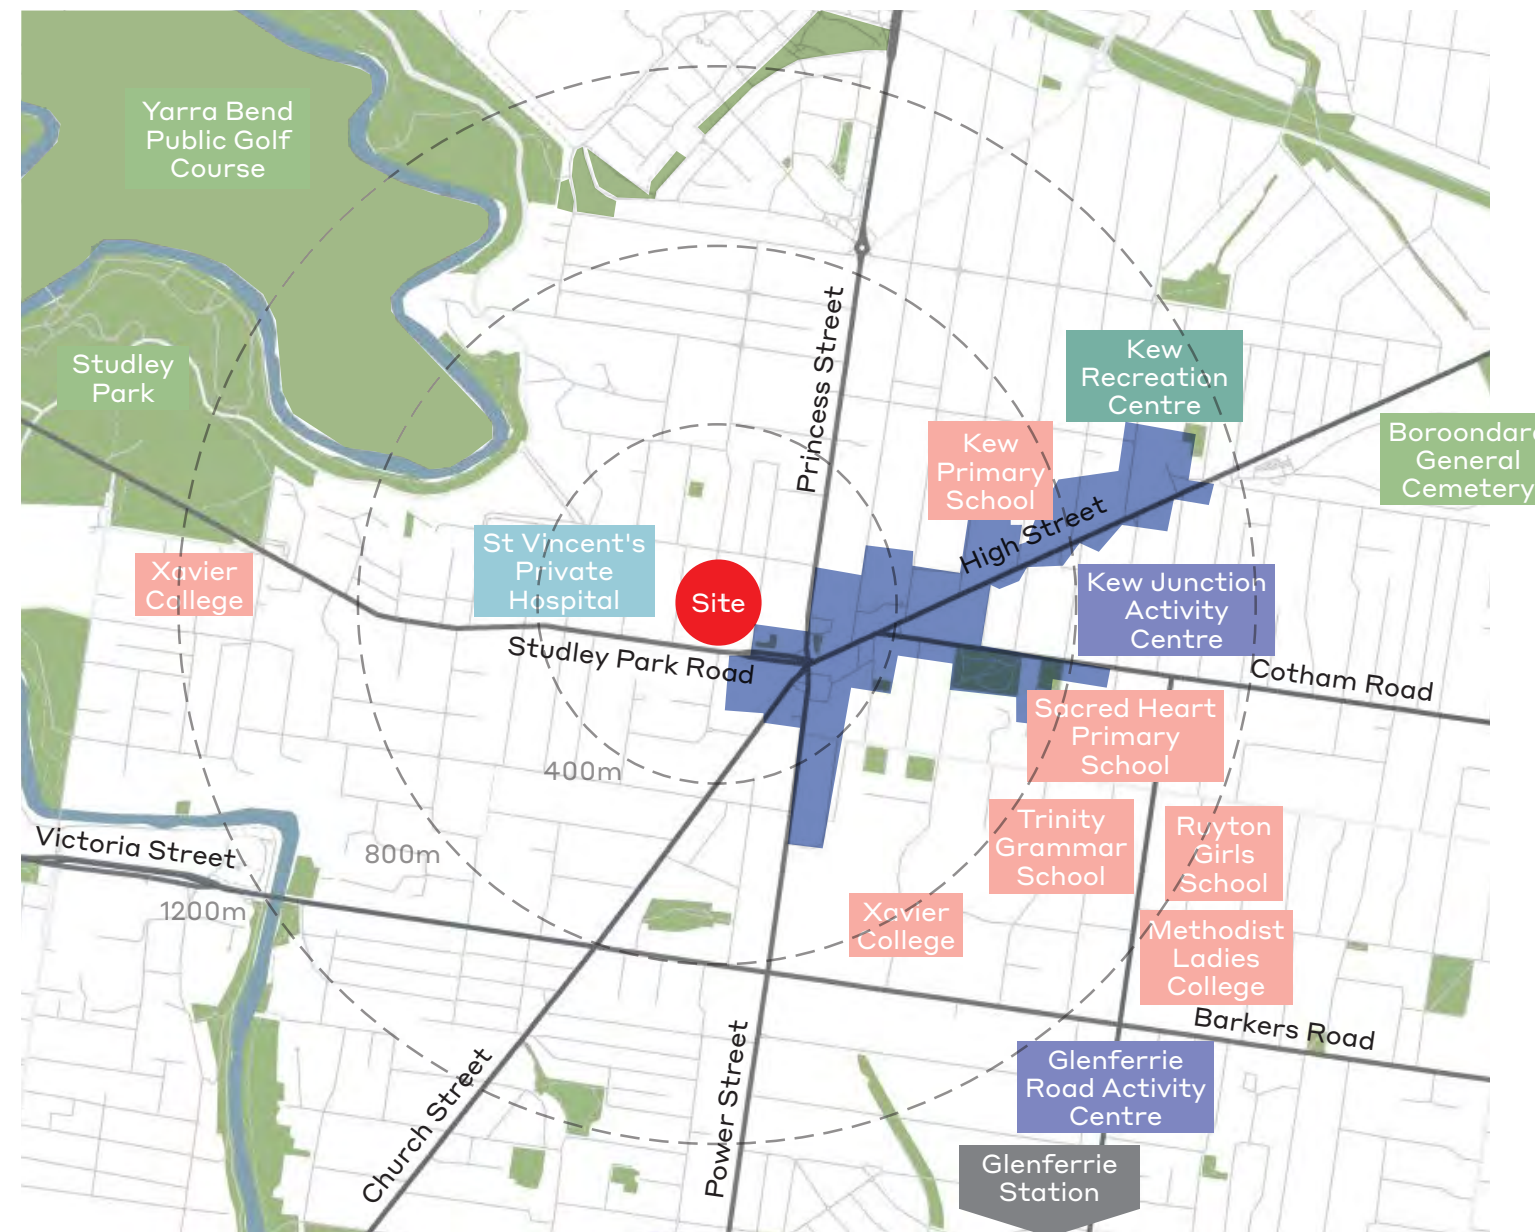 Yarra Bend
Public Golf
Course
Studley
Park
Princess Street
Kew
Recreation
Centre
Kew
Primary
School
High Street
General
Cemetery
St Vincent's
Private
Hospital
Xavier
College
Site
Kew Junction
Activity
Centre
Studley Park Road
Cotham Road
Sacred Heart
Primary
School
400m
800m
1200m
Victoria Street
Trinity
Grammar
School
Ruyton
Girls
School
Xavier
College
Methodist
Ladies
College
Barkers Road
Church Street
Power Street
Glenferrie
Road Activity
Centre
Glenferrie
Station